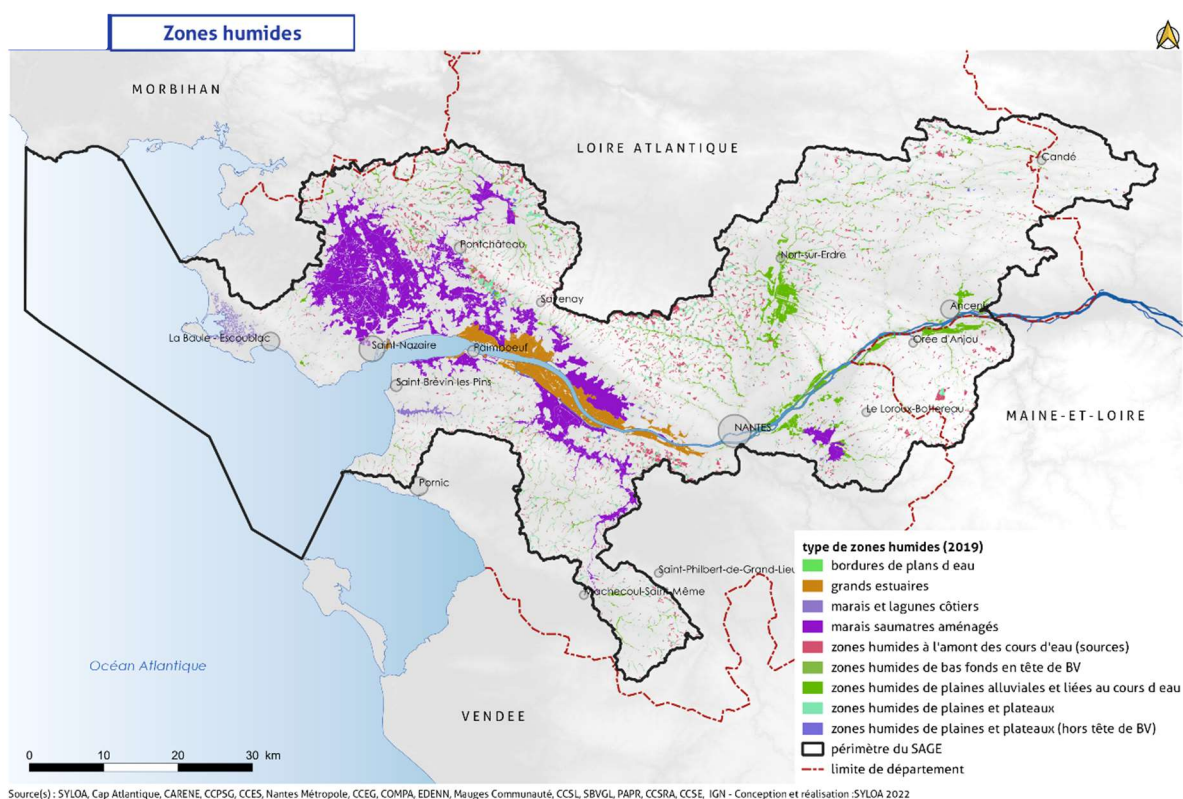 Zones humides
MORBIHAN
LOIRE ATLANTIQUE
Candé
Pontchâteau
Nort-sur-Erdre
Savenay
Ancenis
La Baule - Escoublac
Saint-Nazaire
Paimboeuf
Orée d'Anjou
Saint-Brévin les Pins
Le Loroux-Bottereau
MAINE-ET-LOIRE
NANTES
Pornic
type de zones humides (2019)
bordures de plans d eau
Saint-Philbert-de-Grand-Lieu
grands estuaires
Machecoul-Saint-Même
marais et lagunes côtiers
marais saumatres aménagés
zones humides à l'amont des cours d'eau (sources)
Océan Atlantique
zones humides de bas fonds en tête de BV
zones humides de plaines alluviales et liées au cours d eau
zones humides de plaines et plateaux
VENDEE
zones humides de plaines et plateaux (hors tête de BV)
périmètre du SAGE
limite de département
0 10 20 30 km
Source(s) : SYLOA, Cap Atlantique, CARENE, CCPSG, CCES, Nantes Métropole, CCEG, COMPA, EDENN, Mauges Communauté, CCSL, SBVGL, PAPR, CCSRA, CCSE, IGN - Conception et réalisation :SYLOA 2022